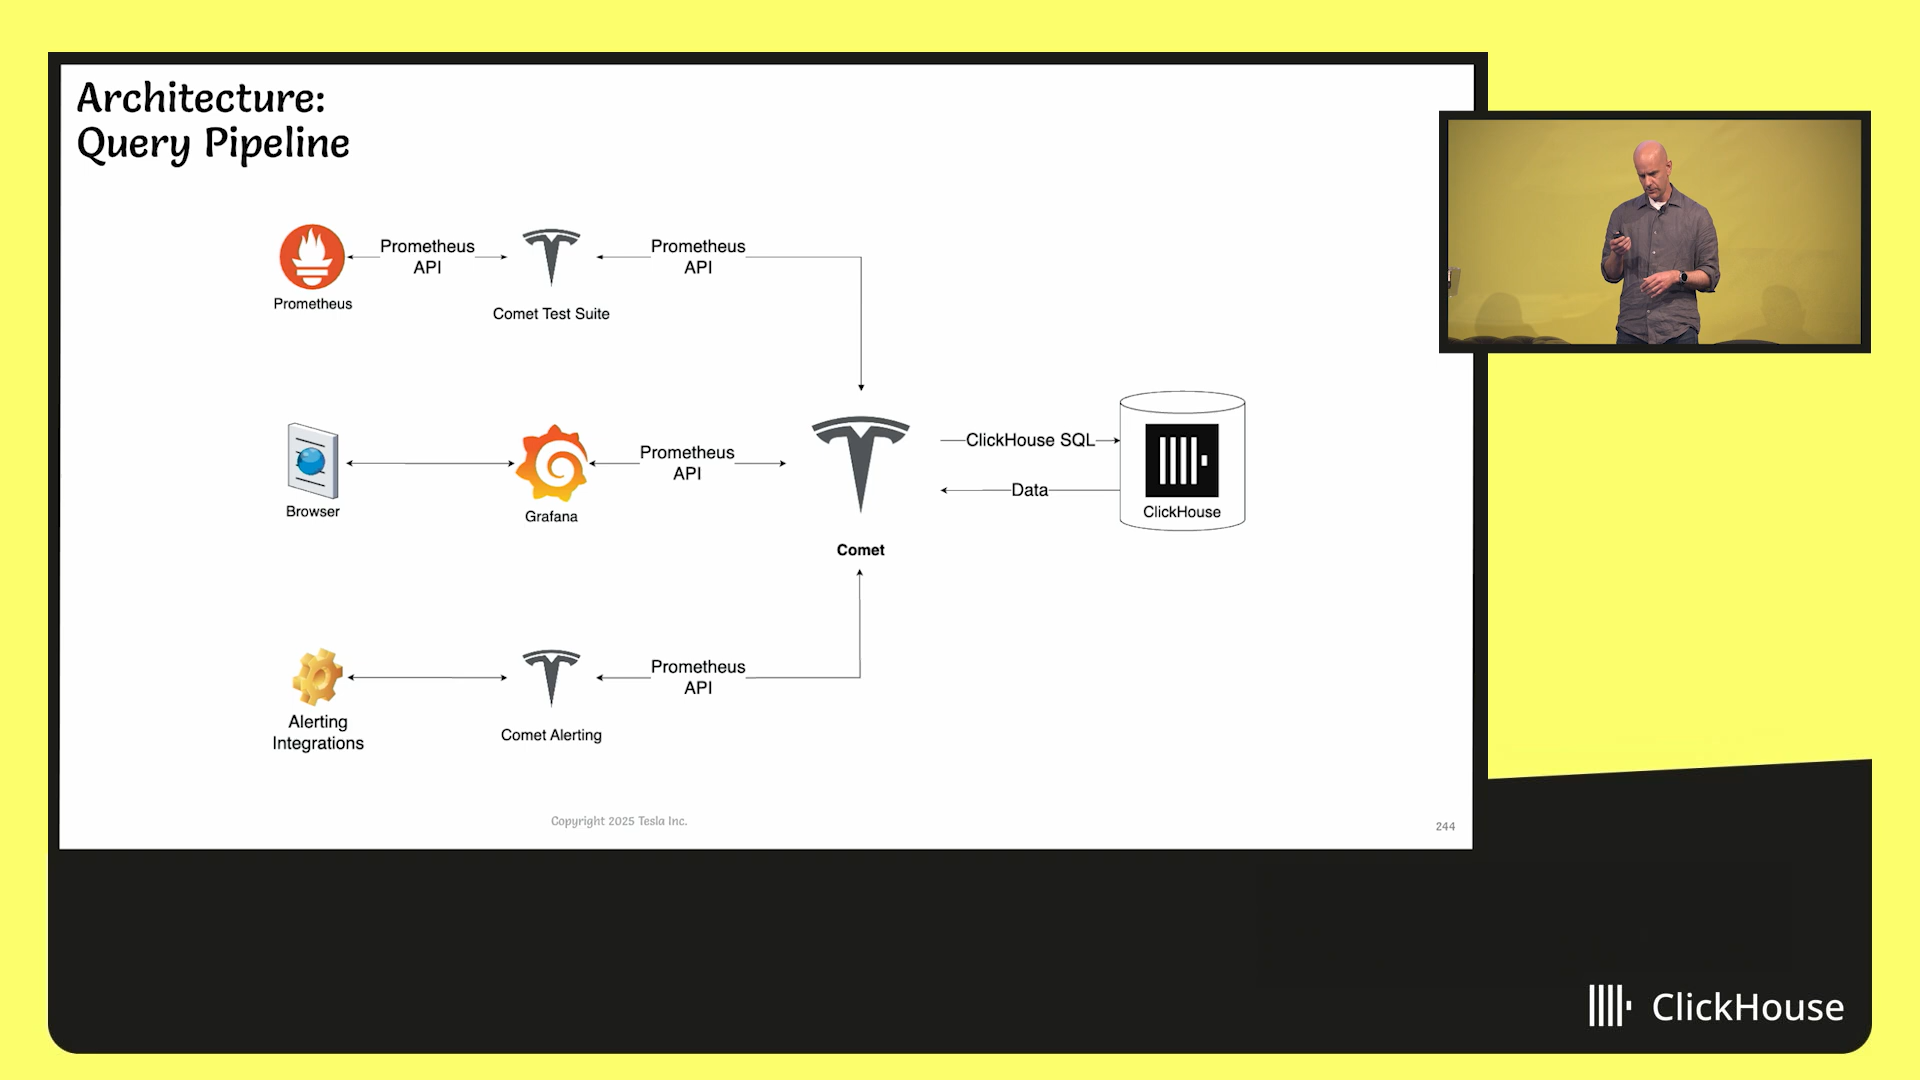 Architecture:
Query Pipeline
Prometheus
API
Prometheus
API
Prometheus
Comet Test Suite
Prometheus
API
ClickHouse SQL
Data
Browser
Grafana
ClickHouse
Comet
Prometheus
API
Alerting
Integrations
Comet Alerting
Copyright 2025 Tesla Inc.
244
ClickHouse